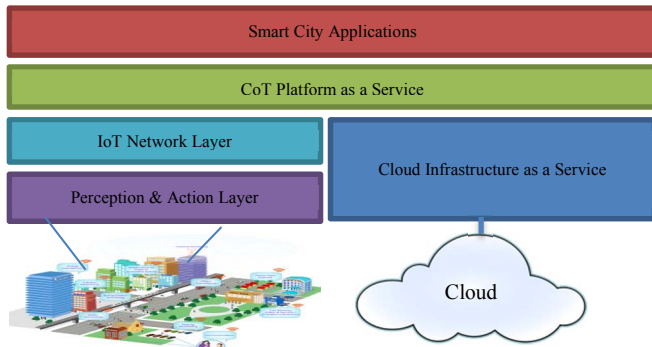 Smart City Applications
CoT Platform as a Service
IoT Network Layer
Cloud Infrastructure as a Service
Perception & Action Layer
Cloud